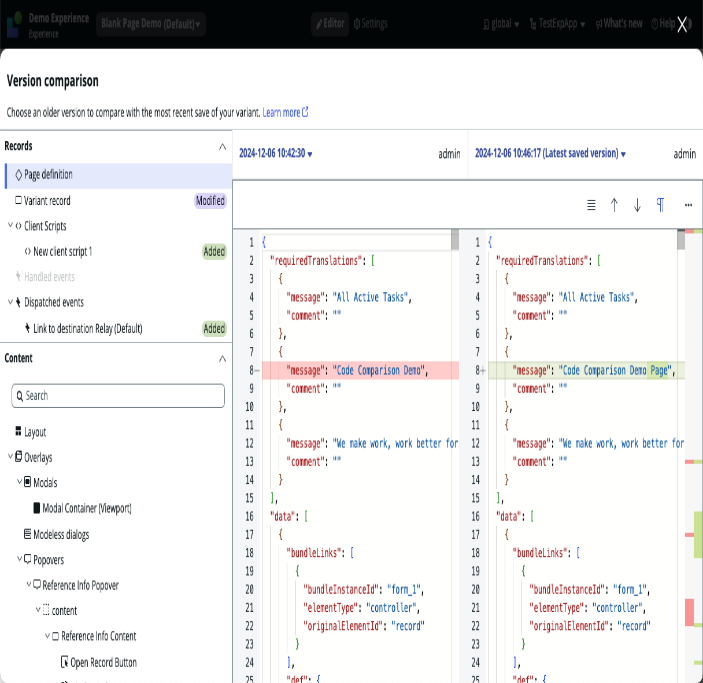 Demo Experience
Experience
Blank Page Demo (Default)
Editor
Settings
global
TestExpApp
What's new
Help
Version comparison
Choose an older version to compare with the most recent save of your variant. Learn more
Records
Page definition
Variant record Modified
Client Scripts
New client script 1 Added
Handled events
Dispatched events
Link to destination Relay (Default) Added
Content
Search
Layout
Overlays
Modals
Modal Container (Viewport)
Modeless dialogs
Popovers
Reference Info Popover
content
Reference Info Content
Open Record Button
2024-12-06 10:42:30 admin
1 {
2 "requiredTranslations": [
3 {
4 "message": "All Active Tasks",
5 "comment": ""
6 },
7 {
8− "message": "Code Comparison Demo",
9 "comment": ""
10 },
11 {
12 "message": "We make work, work better for
13 "comment": ""
14 }
15 ],
16 "data": [
17 {
18 "bundleLinks": [
19 {
20 "bundleInstanceId": "form_1",
21 "elementType": "controller",
22 "originalElementId": "record"
23 }
24 ],
25 "def": {
2024-12-06 10:46:17 (Latest saved version) admin
1 {
2 "requiredTranslations": [
3 {
4 "message": "All Active Tasks",
5 "comment": ""
6 },
7 {
8+ "message": "Code Comparison Demo Page",
9 "comment": ""
10 },
11 {
12 "message": "We make work, work better for
13 "comment": ""
14 }
15 ],
16 "data": [
17 {
18 "bundleLinks": [
19 {
20 "bundleInstanceId": "form_1",
21 "elementType": "controller",
22 "originalElementId": "record"
23 }
24 ],
25 "def": {